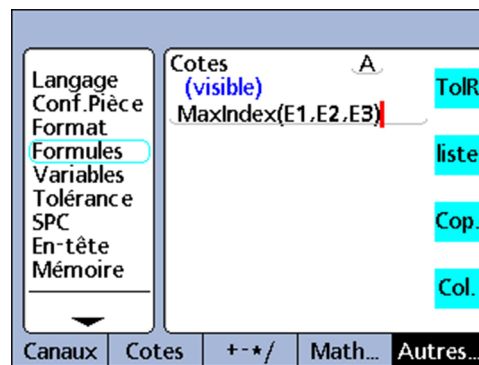 Langage
Conf.Pièce
Format
Formules
Variables
Tolérance
SPC
En-tête
Mémoire
Cotes A
(visible)
MaxIndex(E1,E2,E3)
TolR
liste
Cop.
Col.
Canaux Cotes +-*/ Math... Autres...